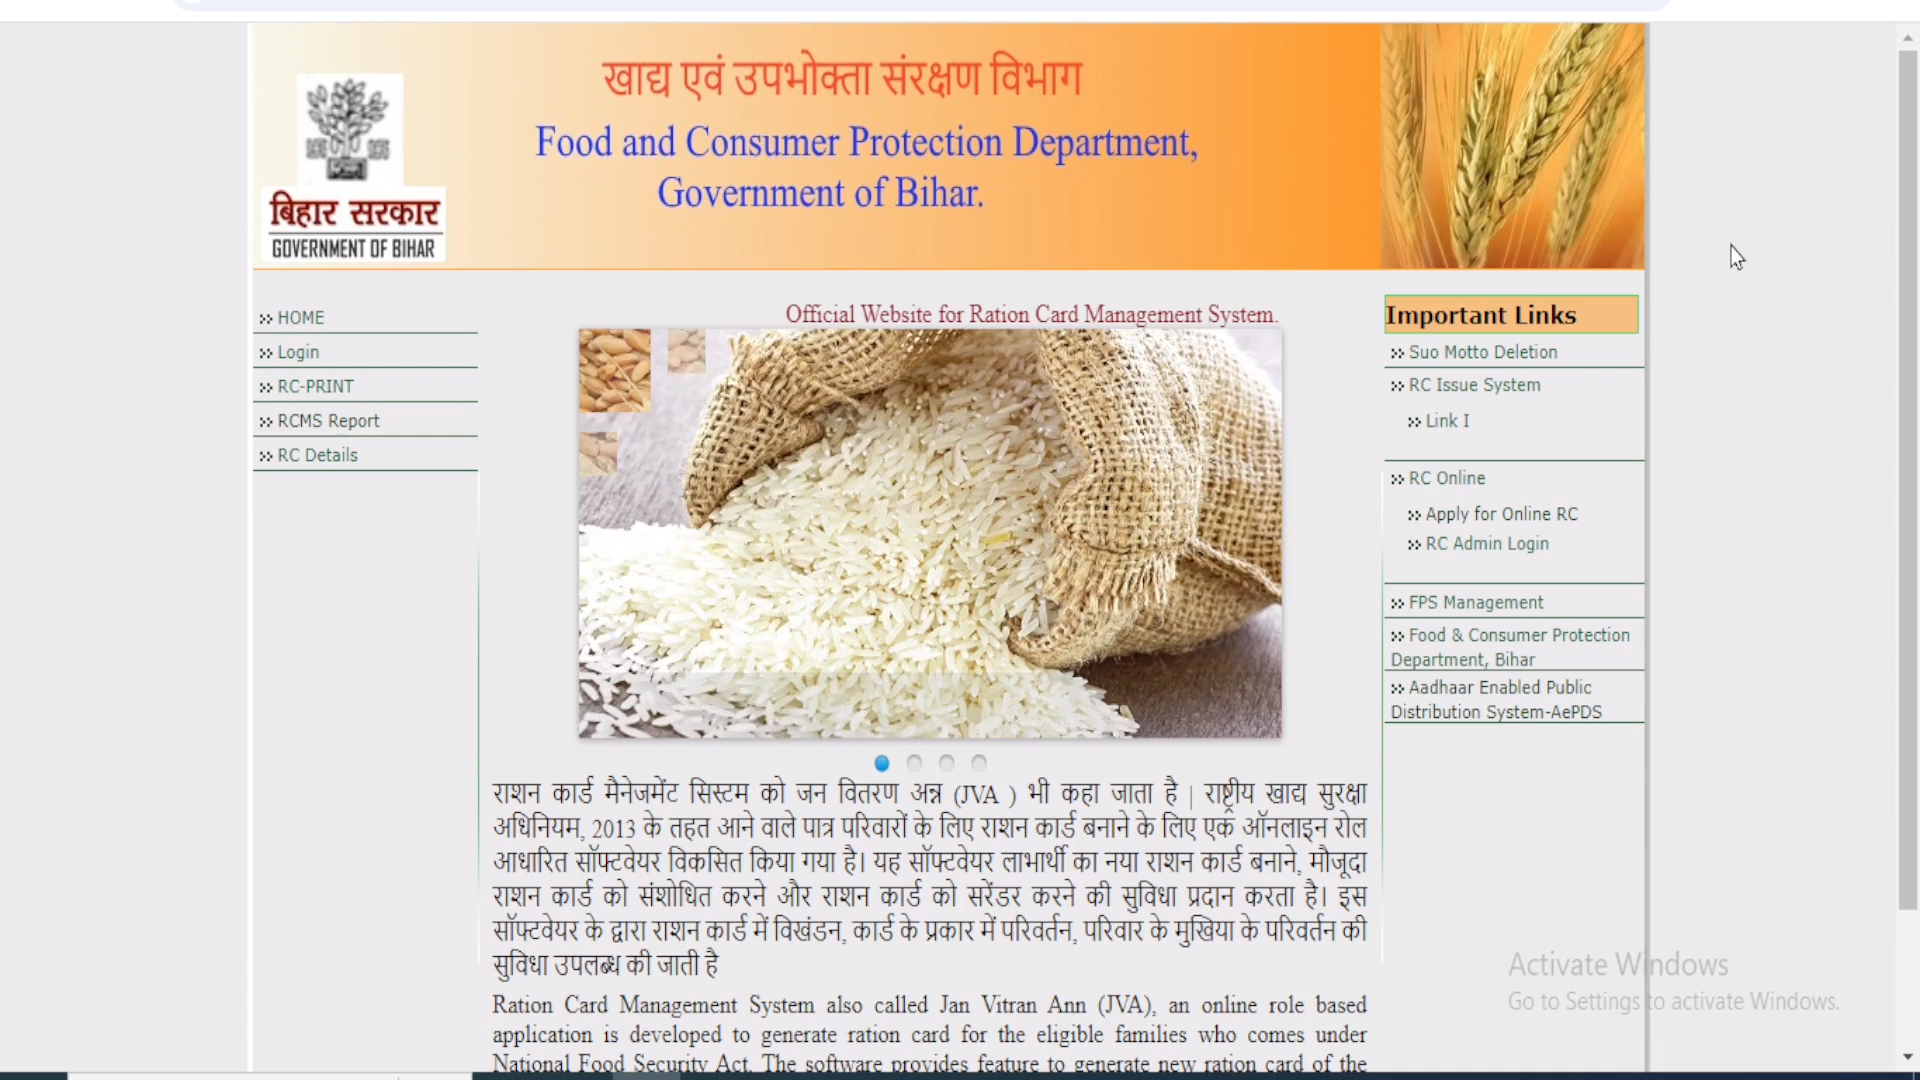 खाद्य एवं उपभोक्ता संरक्षण विभाग
Food and Consumer Protection Department,
Government of Bihar.
बिहार सरकार
GOVERNMENT OF BIHAR
HOME
Login
RC-PRINT
RCMS Report
RC Details
Official Website for Ration Card Management System.
राशन कार्ड मैनेजमेंट सिस्टम को जन वितरण अन्न (JVA ) भी कहा जाता है | राष्ट्रीय खाद्य सुरक्षा
अधिनियम, 2013 के तहत आने वाले पात्र परिवारों के लिए राशन कार्ड बनाने के लिए एक ऑनलाइन रोल
आधारित सॉफ्टवेयर विकसित किया गया है। यह सॉफ्टवेयर लाभार्थी का नया राशन कार्ड बनाने, मौजूदा
राशन कार्ड को संशोधित करने और राशन कार्ड को सरेंडर करने की सुविधा प्रदान करता है। इस
सॉफ्टवेयर के द्वारा राशन कार्ड में विखंडन, कार्ड के प्रकार में परिवर्तन, परिवार के मुखिया के परिवर्तन की
सुविधा उपलब्ध की जाती है
Ration Card Management System also called Jan Vitran Ann (JVA), an online role based
application is developed to generate ration card for the eligible families who comes under
National Food Security Act. The software provides feature to generate new ration card of the
Important Links
Suo Motto Deletion
RC Issue System
Link I
RC Online
Apply for Online RC
RC Admin Login
FPS Management
Food & Consumer Protection
Department, Bihar
Aadhaar Enabled Public
Distribution System-AePDS
Activate Windows
Go to Settings to activate Windows.